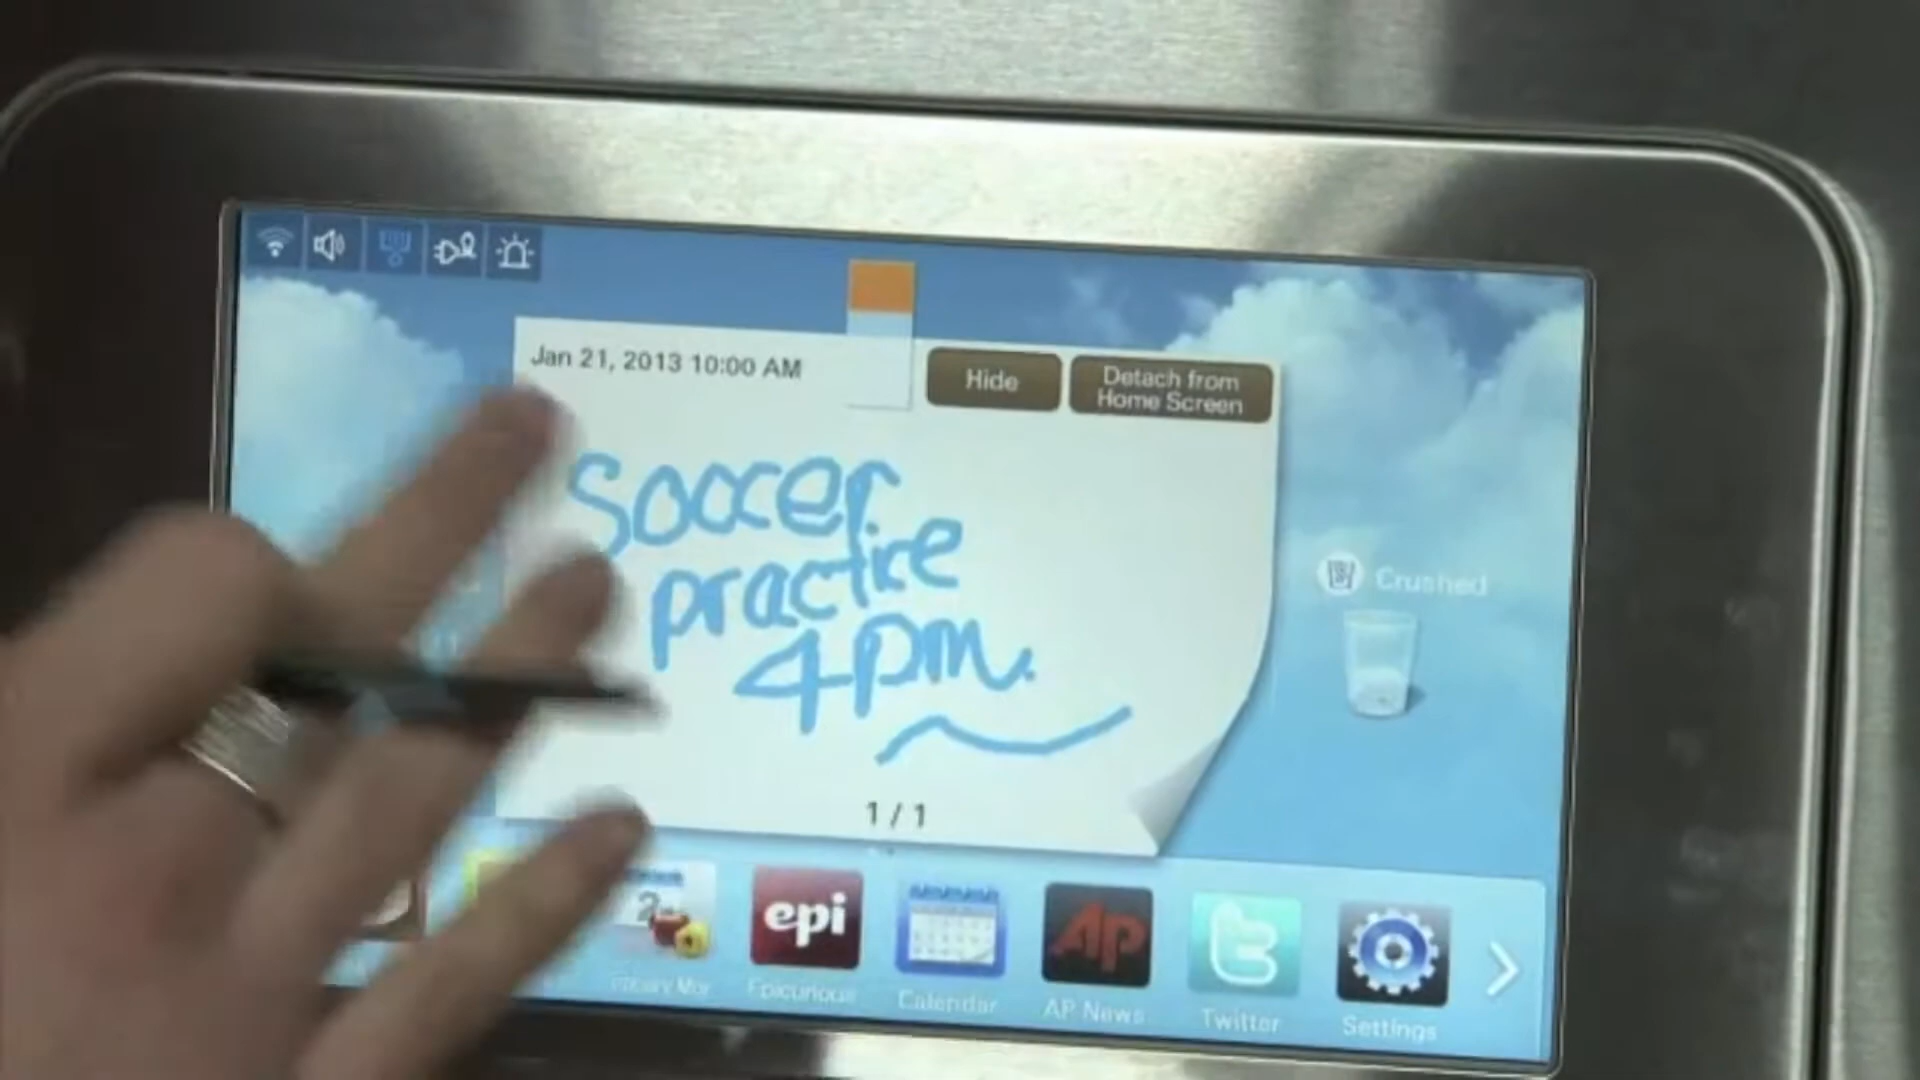 Jan 21, 2013 10:00 AM
Hide
Detach from
Home Screen
Soccer
practice
4pm.
Crushed
1 / 1
epi
AP
Epicurious
Calendar
AP News
Twitter
Settings